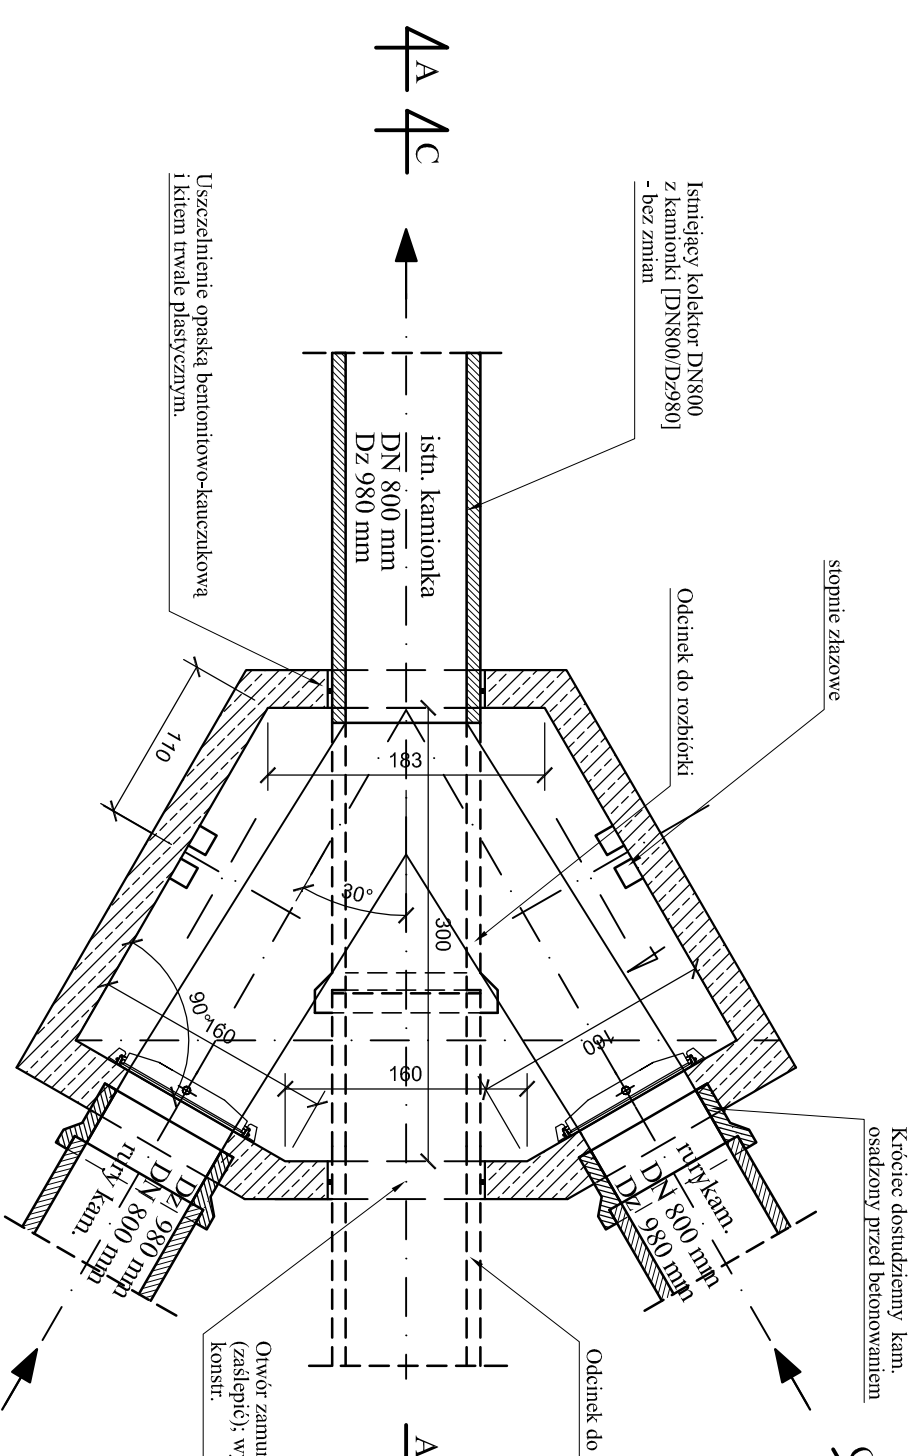 A
C
Istniejący kolektor DN800
z kamionki [DN800/Dz980]
- bez zmian
Uszczelnienie opaską bentonitowo-kauczukową
i kitem trwale plastycznym.
istn. kamionka
DN 800 mm
Dz 980 mm
stopnie złazowe
Odcinek do rozbiórki
110
183
30°
300
90°
160
160
160
Króciec dostudzienny kam.
osadzony przed betonowaniem
rury kam.
DN 800 mm
Dz 980 mm
Dz 980 mm
DN 800 mm
rury kam.
Odcinek do
Otwór zamur
(zaślepić); wy
konstr.
A